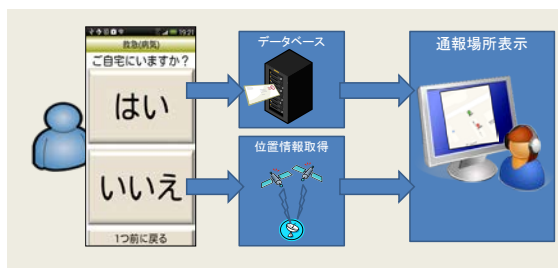 19:21
救急(病気)
ご自宅にいますか?
はい
いいえ
1つ前に戻る
データベース
位置情報取得
通報場所表示